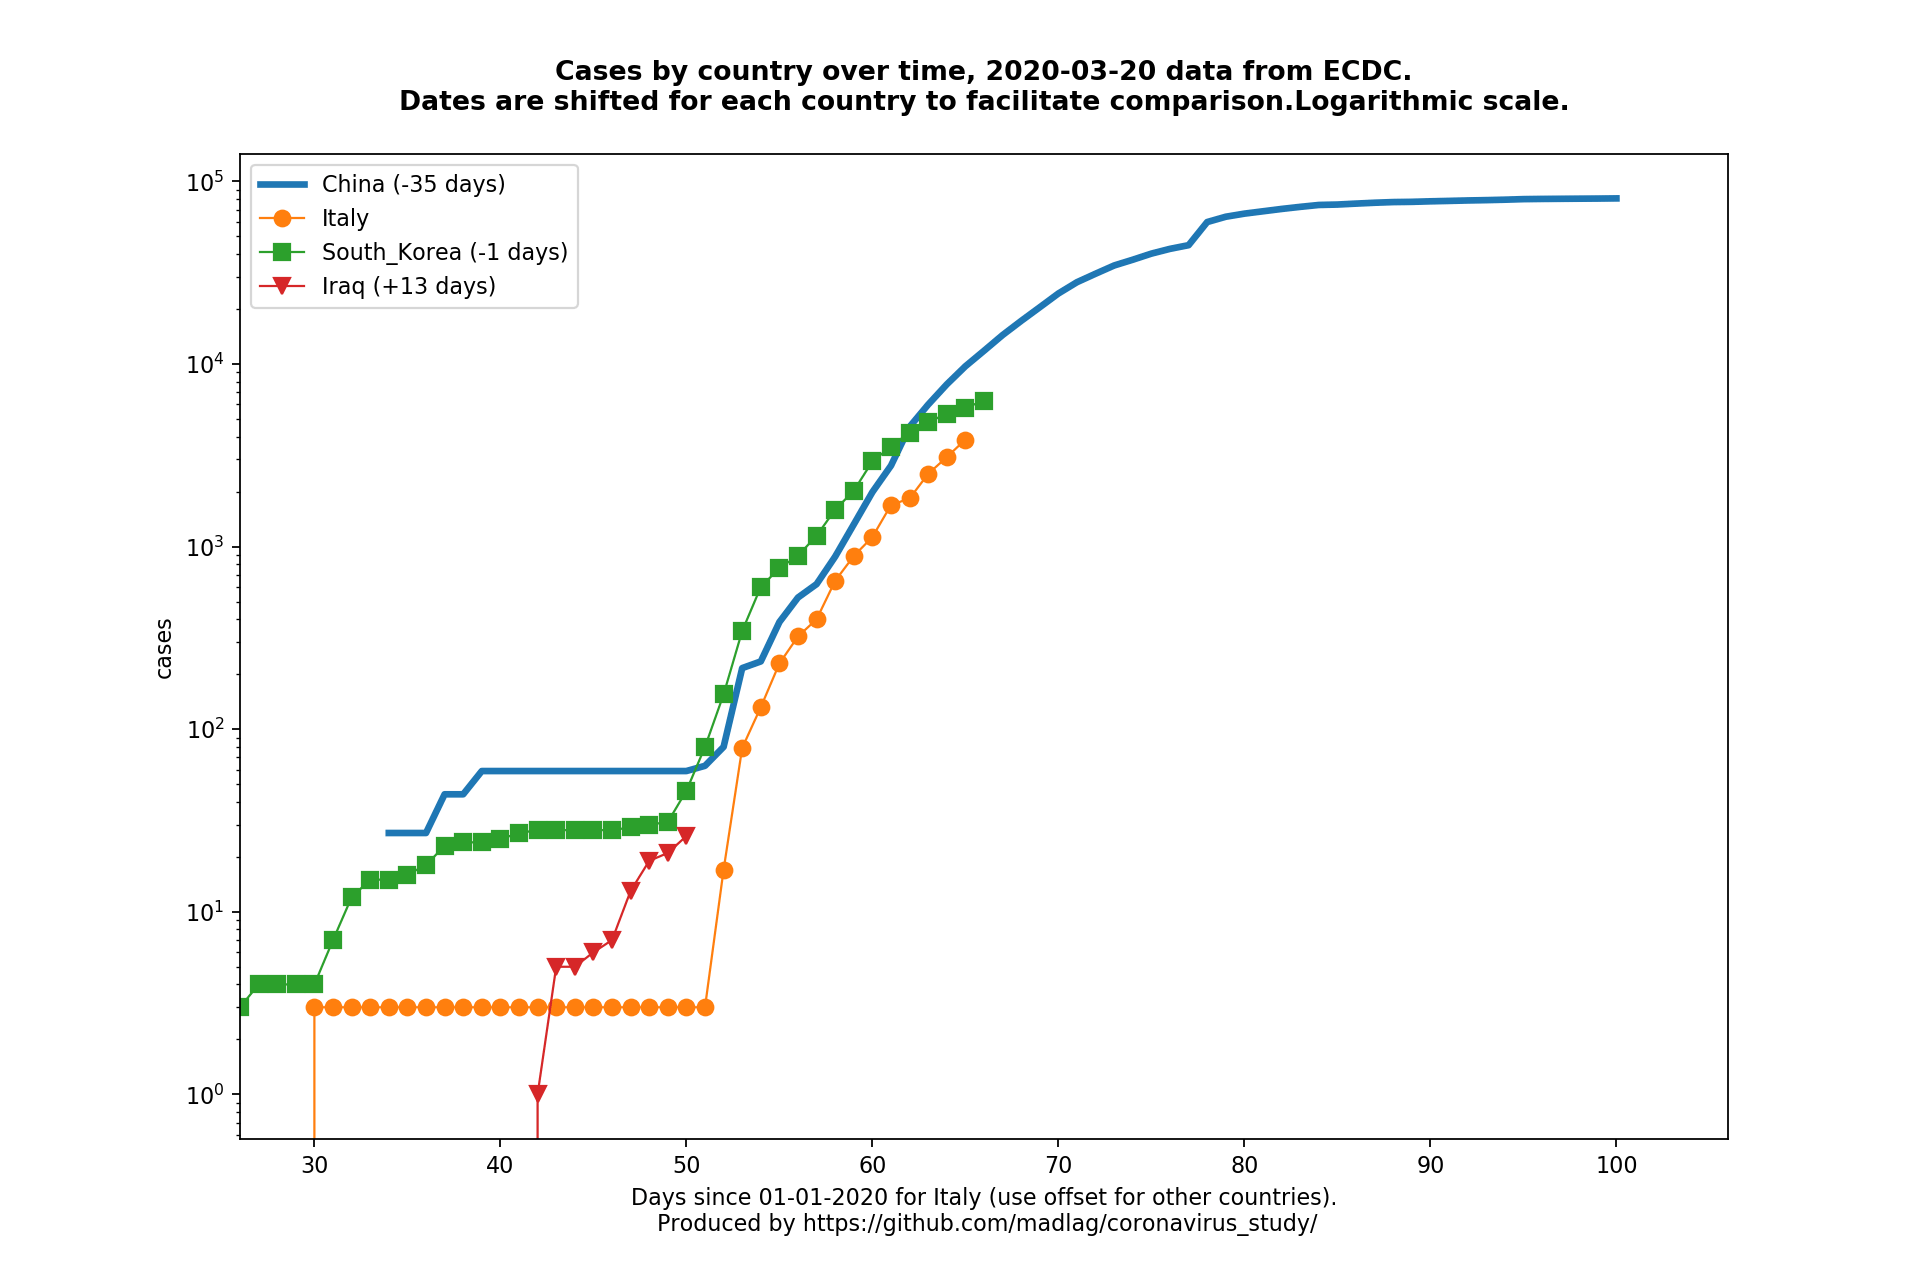 Cases by country over time, 2020-03-20 data from ECDC.
Dates are shifted for each country to facilitate comparison.Logarithmic scale.
China (-35 days)
Italy
South_Korea (-1 days)
Iraq (+13 days)
10⁵
10⁴
10³
10²
10¹
10⁰
cases
30 40 50 60 70 80 90 100
Days since 01-01-2020 for Italy (use offset for other countries).
Produced by https://github.com/madlag/coronavirus_study/